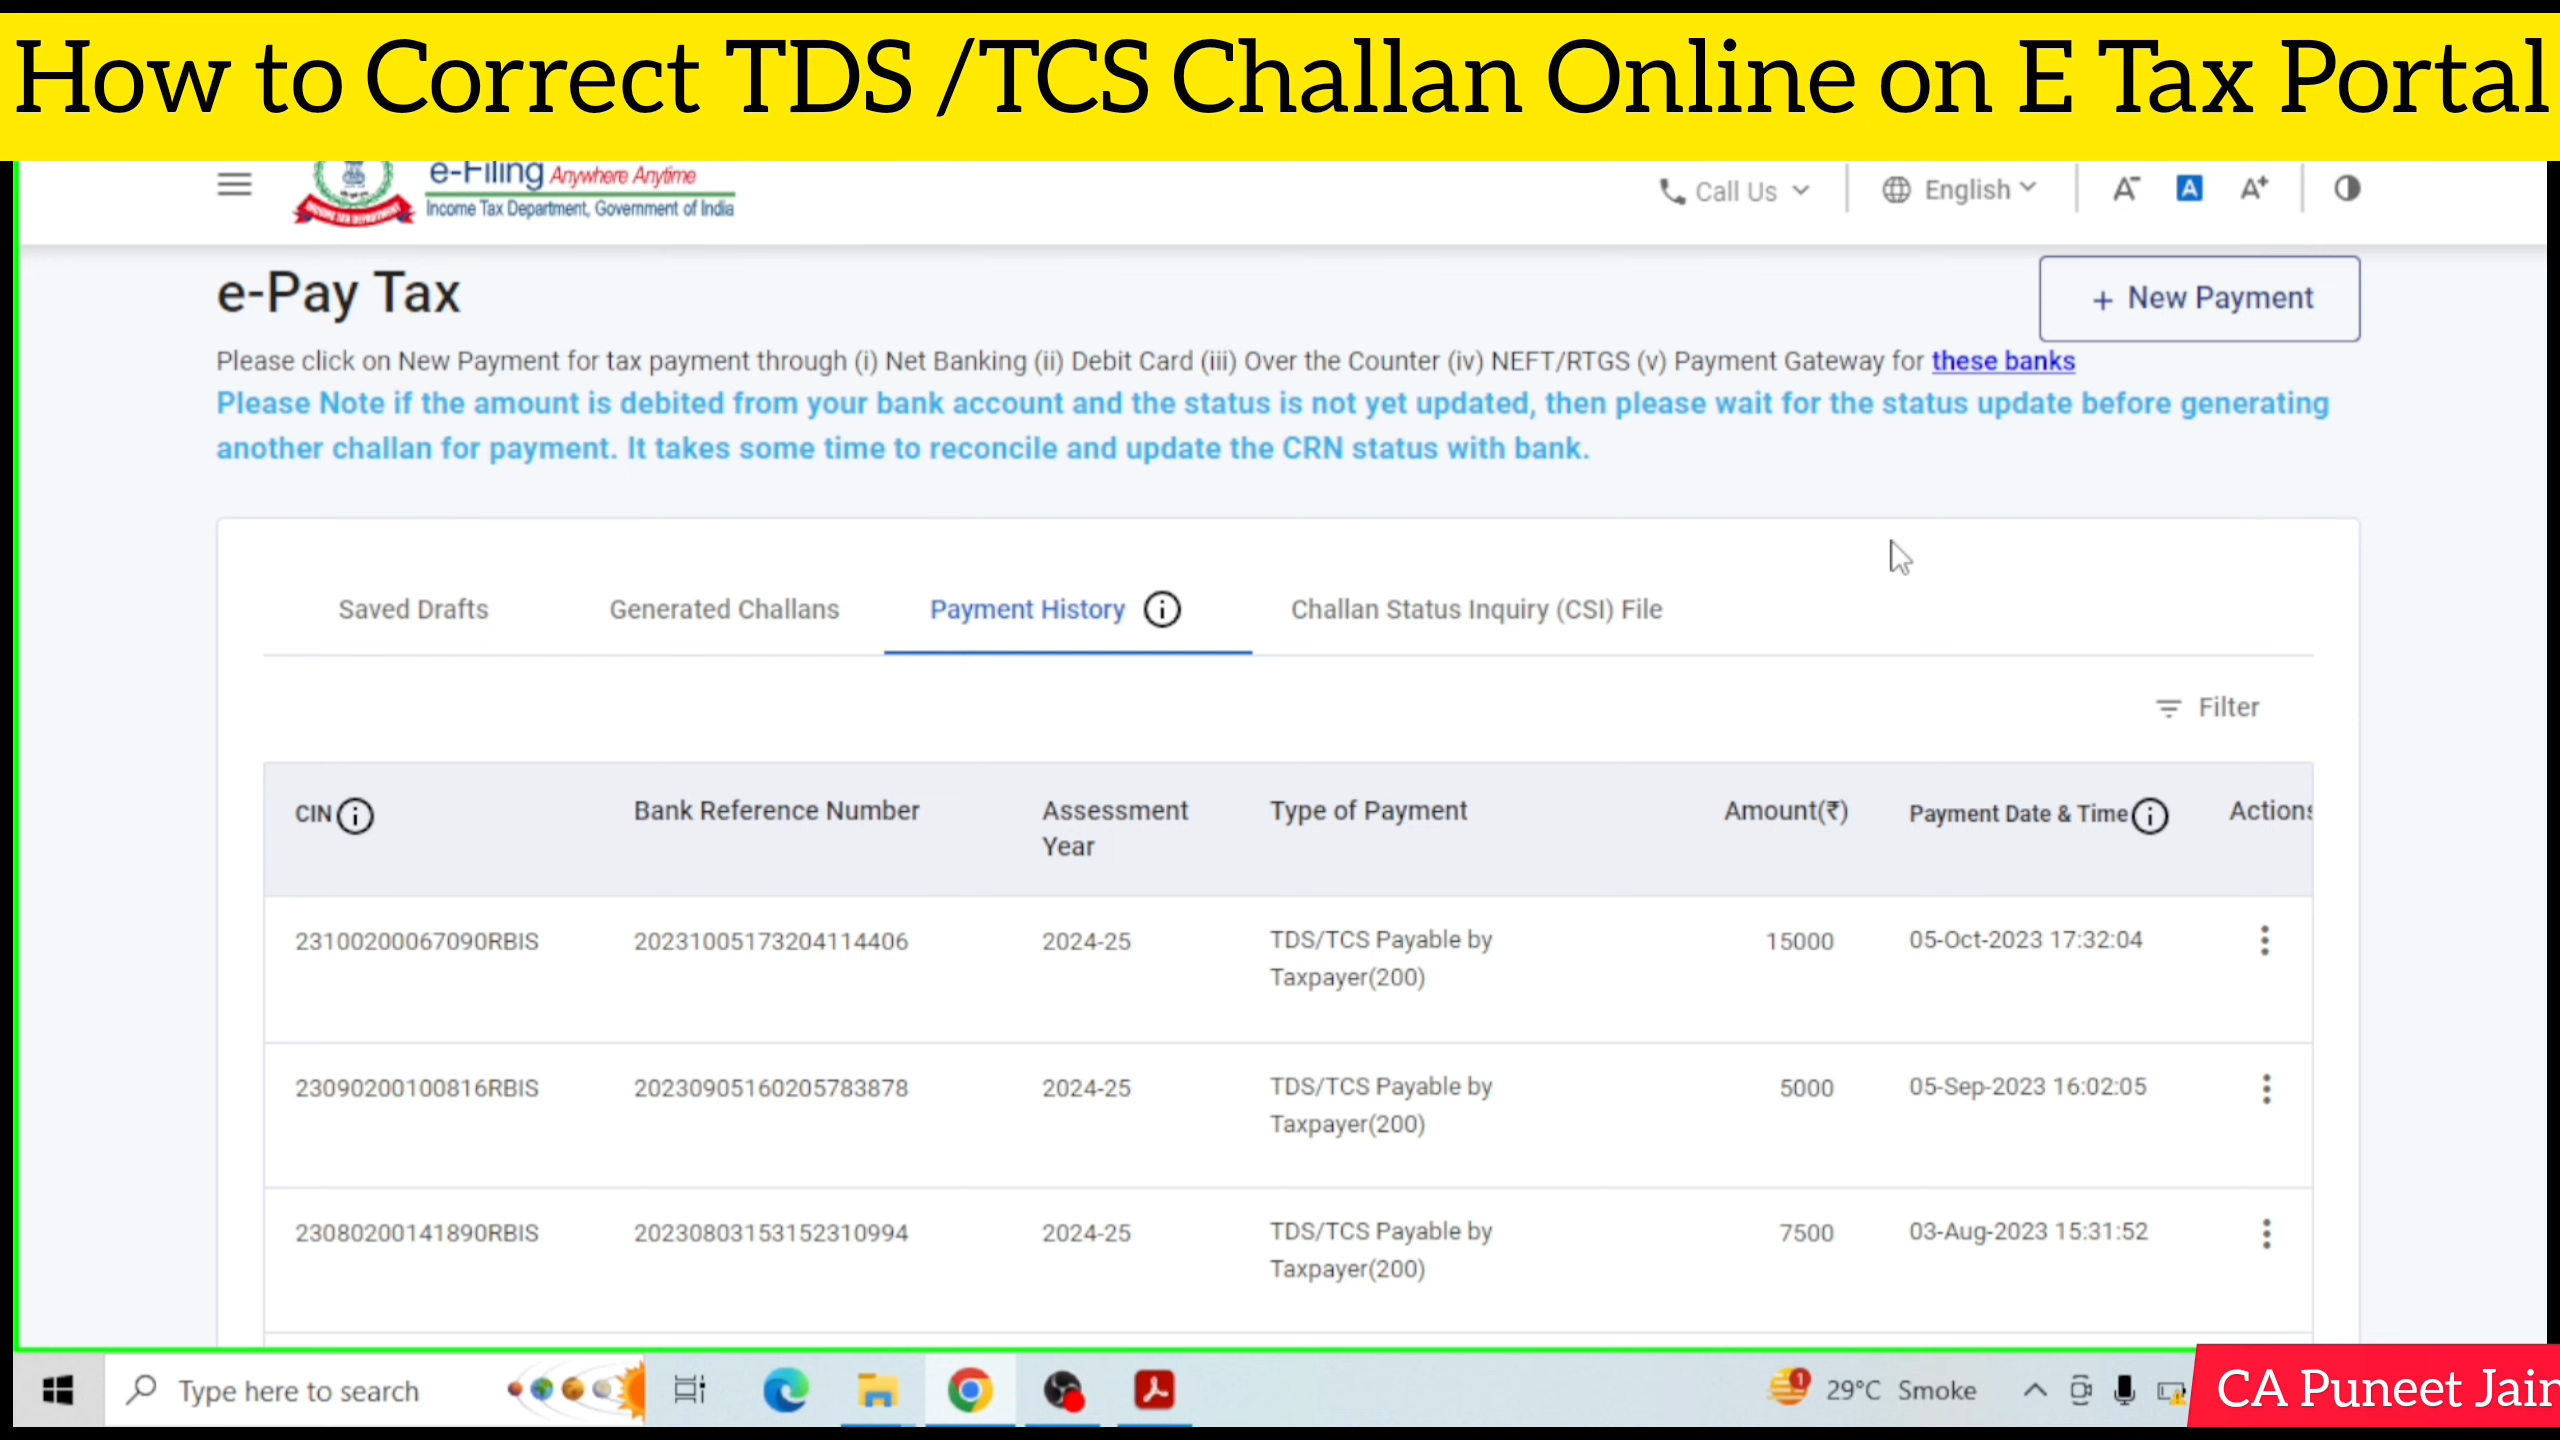 How to Correct TDS /TCS Challan Online on E Tax Portal
e-Filing Anywhere Anytime
Income Tax Department, Government of India
Call Us
English
A-
A
A+
e-Pay Tax
+ New Payment
Please click on New Payment for tax payment through (i) Net Banking (ii) Debit Card (iii) Over the Counter (iv) NEFT/RTGS (v) Payment Gateway for these banks
Please Note if the amount is debited from your bank account and the status is not yet updated, then please wait for the status update before generating
another challan for payment. It takes some time to reconcile and update the CRN status with bank.
Saved Drafts Generated Challans Payment History Challan Status Inquiry (CSI) File
Filter
CIN Bank Reference Number Assessment Type of Payment Amount(₹) Payment Date & Time Actions
Year
23100200067090RBIS 20231005173204114406 2024-25 TDS/TCS Payable by 15000 05-Oct-2023 17:32:04
Taxpayer(200)
23090200100816RBIS 20230905160205783878 2024-25 TDS/TCS Payable by 5000 05-Sep-2023 16:02:05
Taxpayer(200)
23080200141890RBIS 20230803153152310994 2024-25 TDS/TCS Payable by 7500 03-Aug-2023 15:31:52
Taxpayer(200)
Type here to search
1
29°C Smoke
CA Puneet Jain